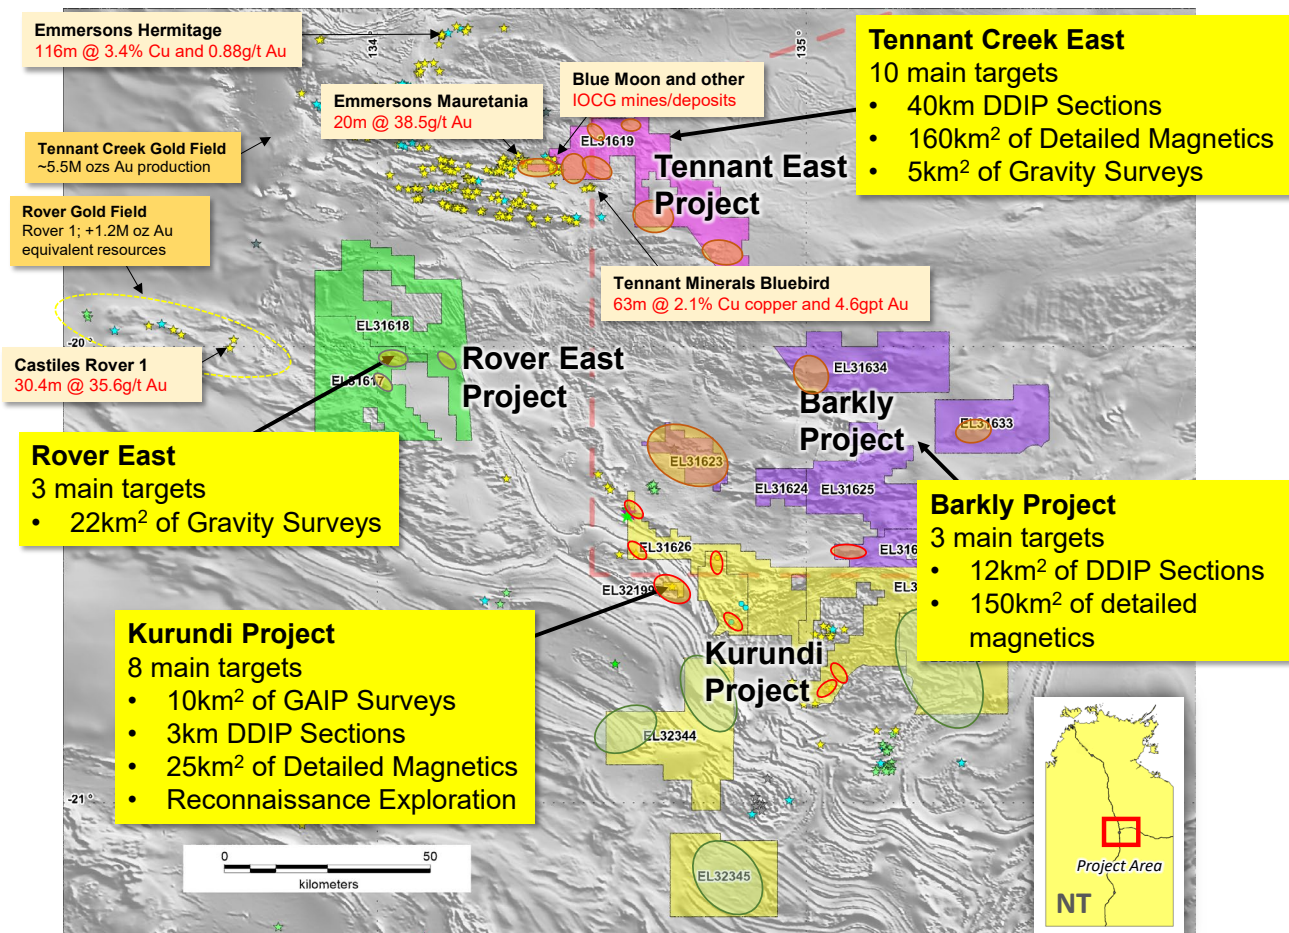 Emmersons Hermitage
116m @ 3.4% Cu and 0.88g/t Au
134°
135°
Tennant Creek East
10 main targets
• 40km DDIP Sections
• 160km² of Detailed Magnetics
• 5km² of Gravity Surveys
Blue Moon and other
IOCG mines/deposits
Emmersons Mauretania
20m @ 38.5g/t Au
Tennant Creek Gold Field
~5.5M ozs Au production
EL31619
Tennant East
Project
Rover Gold Field
Rover 1; +1.2M oz Au
equivalent resources
Tennant Minerals Bluebird
63m @ 2.1% Cu copper and 4.6gpt Au
EL31618
-20°
Castiles Rover 1
30.4m @ 35.6g/t Au
EL31617
Rover East
Project
EL31634
Barkly
Project
EL31633
Rover East
3 main targets
• 22km² of Gravity Surveys
EL31623
EL31624
EL31625
Barkly Project
3 main targets
• 12km² of DDIP Sections
• 150km² of detailed
magnetics
EL31626
EL316
EL32199
EL3
Kurundi Project
8 main targets
• 10km² of GAIP Surveys
• 3km DDIP Sections
• 25km² of Detailed Magnetics
• Reconnaissance Exploration
Kurundi
Project
EL32344
-21°
EL32345
0
50
kilometers
Project Area
NT